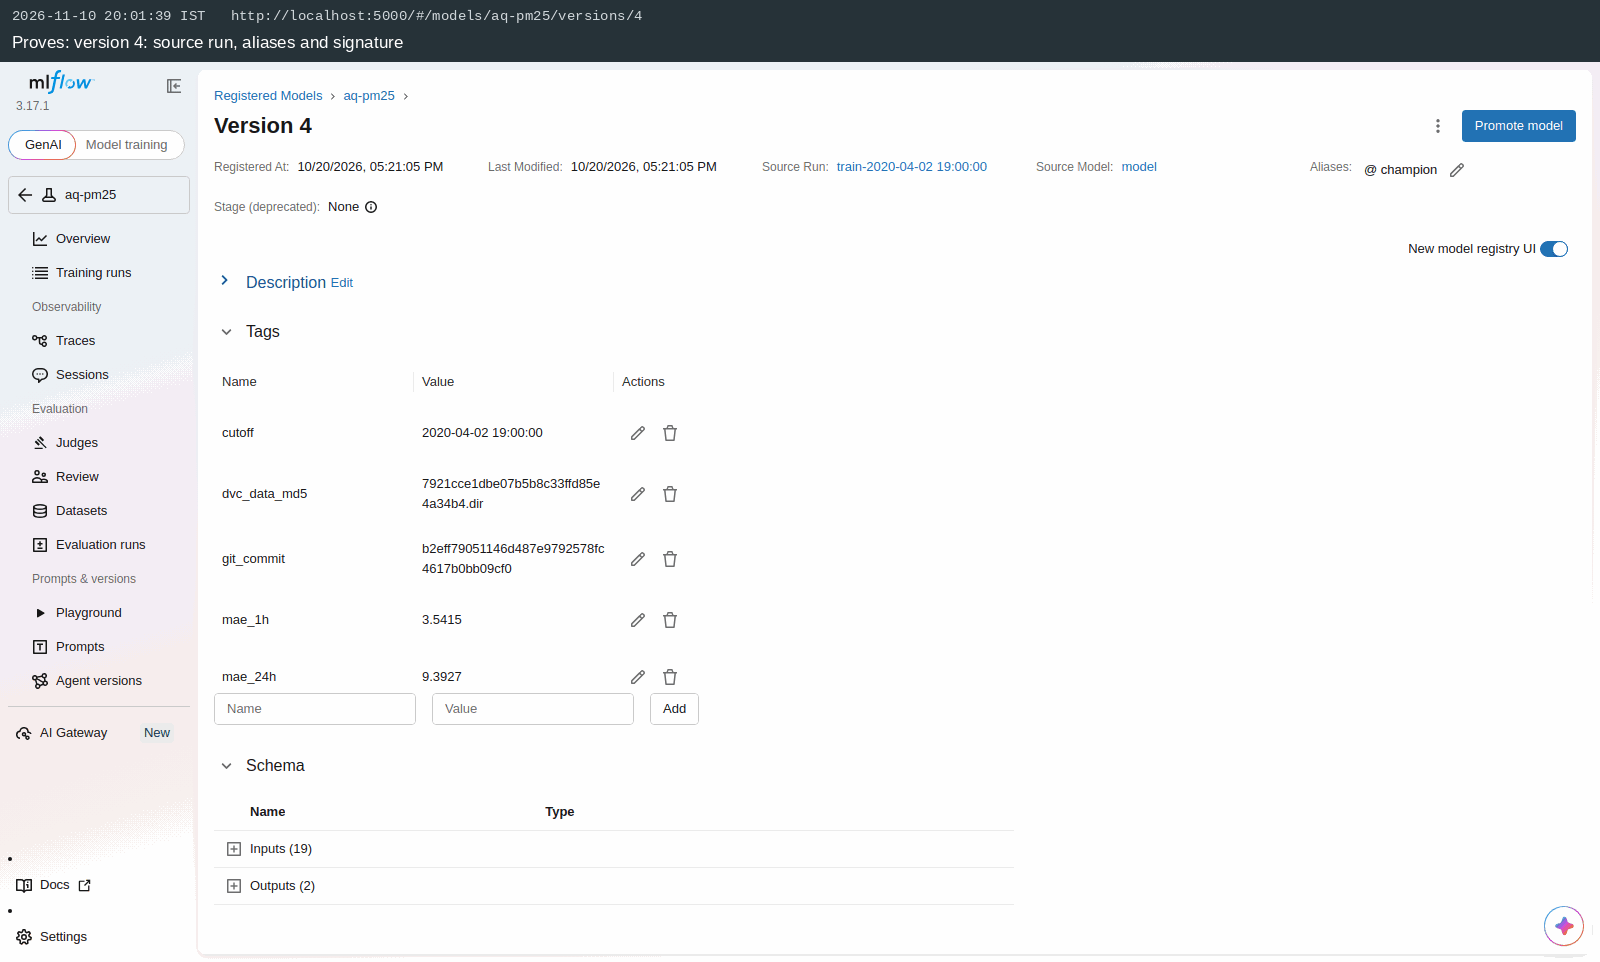 2026-11-10 20:01:39 IST http://localhost:5000/#/models/aq-pm25/versions/4
Proves: version 4: source run, aliases and signature
mlflow
3.17.1
GenAI Model training
aq-pm25
Overview
Training runs
Observability
Traces
Sessions
Evaluation
Judges
Review
Datasets
Evaluation runs
Prompts & versions
Playground
Prompts
Agent versions
AI Gateway New
Docs
Settings
Registered Models › aq-pm25 ›
Version 4
Promote model
Registered At: 10/20/2026, 05:21:05 PM Last Modified: 10/20/2026, 05:21:05 PM Source Run: train-2020-04-02 19:00:00 Source Model: model Aliases: @ champion
Stage (deprecated): None
New model registry UI
Description Edit
Tags
Name Value Actions
cutoff 2020-04-02 19:00:00
dvc_data_md5 7921cce1dbe07b5b8c33ffd85e
4a34b4.dir
git_commit b2eff79051146d487e9792578fc
4617b0bb09cf0
mae_1h 3.5415
mae_24h 9.3927
Name Value Add
Schema
Name Type
Inputs (19)
Outputs (2)